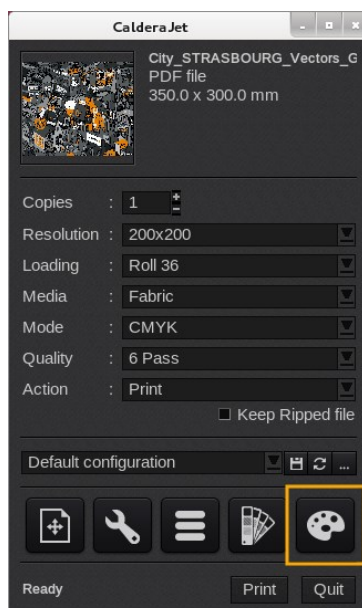 CalderaJet
City_STRASBOURG_Vectors_G
PDF file
350.0 x 300.0 mm
Copies : 1
Resolution : 200x200
Loading : Roll 36
Media : Fabric
Mode : CMYK
Quality : 6 Pass
Action : Print
Keep Ripped file
Default configuration ...
Ready Print Quit